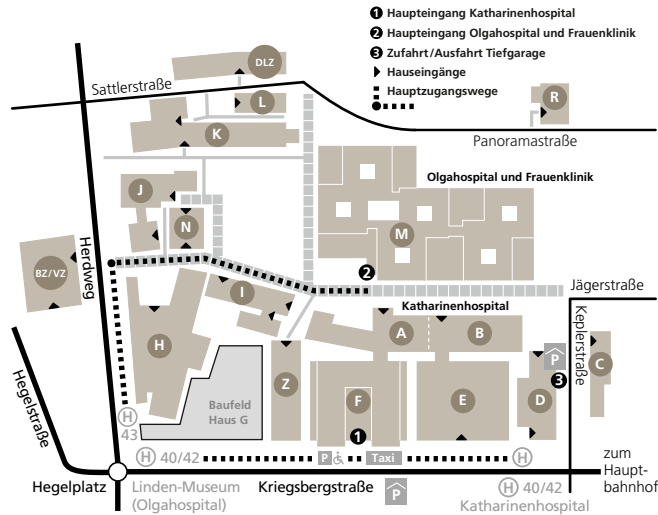 1 Haupteingang Katharinenhospital
2 Haupteingang Olgahospital und Frauenklinik
3 Zufahrt/Ausfahrt Tiefgarage
Hauseingänge
Hauptzugangswege
DLZ
Sattlerstraße
L
R
K
Panoramastraße
Olgahospital und Frauenklinik
J
N
M
Herdweg
BZ/VZ
2
Jägerstraße
I
Katharinenhospital
H
A
B
Keplerstraße
P
C
Z
3
Hegelstraße
Baufeld
Haus G
F
E
D
H
43
1
H 40/42
P
Taxi
H
zum
Haupt-
bahnhof
Hegelplatz
Linden-Museum
(Olgahospital)
Kriegsbergstraße
P
H 40/42
Katharinenhospital